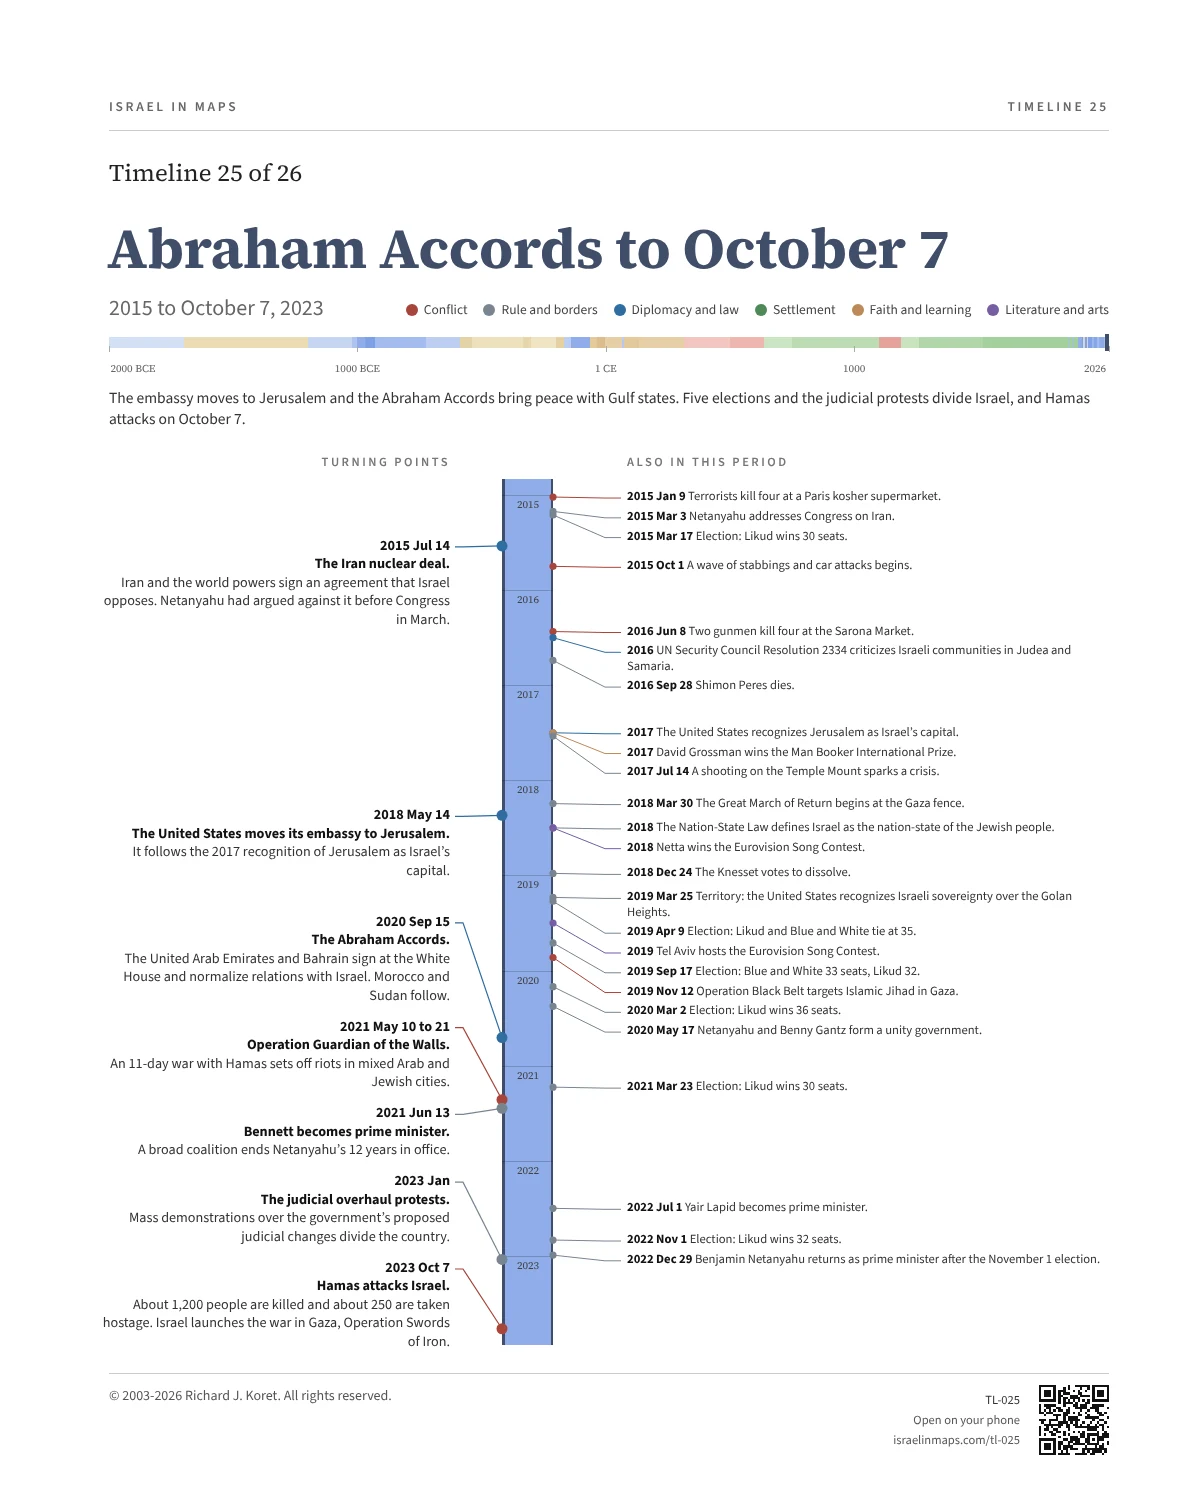 ISRAEL IN MAPS
TIMELINE 25
Timeline 25 of 26
Abraham Accords to October 7
2015 to October 7, 2023
Conflict
Rule and borders
Diplomacy and law
Settlement
Faith and learning
Literature and arts
2000 BCE
1000 BCE
1 CE
1000
2026
The embassy moves to Jerusalem and the Abraham Accords bring peace with Gulf states. Five elections and the judicial protests divide Israel, and Hamas
attacks on October 7.
TURNING POINTS
2015 Jul 14
The Iran nuclear deal.
Iran and the world powers sign an agreement that Israel
opposes. Netanyahu had argued against it before Congress
in March.
2018 May 14
The United States moves its embassy to Jerusalem.
It follows the 2017 recognition of Jerusalem as Israel’s
capital.
2020 Sep 15
The Abraham Accords.
The United Arab Emirates and Bahrain sign at the White
House and normalize relations with Israel. Morocco and
Sudan follow.
2021 May 10 to 21
Operation Guardian of the Walls.
An 11-day war with Hamas sets off riots in mixed Arab and
Jewish cities.
2021 Jun 13
Bennett becomes prime minister.
A broad coalition ends Netanyahu’s 12 years in office.
2023 Jan
The judicial overhaul protests.
Mass demonstrations over the government’s proposed
judicial changes divide the country.
2023 Oct 7
Hamas attacks Israel.
About 1,200 people are killed and about 250 are taken
hostage. Israel launches the war in Gaza, Operation Swords
of Iron.
2015
2016
2017
2018
2019
2020
2021
2022
2023
ALSO IN THIS PERIOD
2015 Jan 9 Terrorists kill four at a Paris kosher supermarket.
2015 Mar 3 Netanyahu addresses Congress on Iran.
2015 Mar 17 Election: Likud wins 30 seats.
2015 Oct 1 A wave of stabbings and car attacks begins.
2016 Jun 8 Two gunmen kill four at the Sarona Market.
2016 UN Security Council Resolution 2334 criticizes Israeli communities in Judea and
Samaria.
2016 Sep 28 Shimon Peres dies.
2017 The United States recognizes Jerusalem as Israel’s capital.
2017 David Grossman wins the Man Booker International Prize.
2017 Jul 14 A shooting on the Temple Mount sparks a crisis.
2018 Mar 30 The Great March of Return begins at the Gaza fence.
2018 The Nation-State Law defines Israel as the nation-state of the Jewish people.
2018 Netta wins the Eurovision Song Contest.
2018 Dec 24 The Knesset votes to dissolve.
2019 Mar 25 Territory: the United States recognizes Israeli sovereignty over the Golan
Heights.
2019 Apr 9 Election: Likud and Blue and White tie at 35.
2019 Tel Aviv hosts the Eurovision Song Contest.
2019 Sep 17 Election: Blue and White 33 seats, Likud 32.
2019 Nov 12 Operation Black Belt targets Islamic Jihad in Gaza.
2020 Mar 2 Election: Likud wins 36 seats.
2020 May 17 Netanyahu and Benny Gantz form a unity government.
2021 Mar 23 Election: Likud wins 30 seats.
2022 Jul 1 Yair Lapid becomes prime minister.
2022 Nov 1 Election: Likud wins 32 seats.
2022 Dec 29 Benjamin Netanyahu returns as prime minister after the November 1 election.
© 2003-2026 Richard J. Koret. All rights reserved.
TL-025
Open on your phone
israelinmaps.com/tl-025